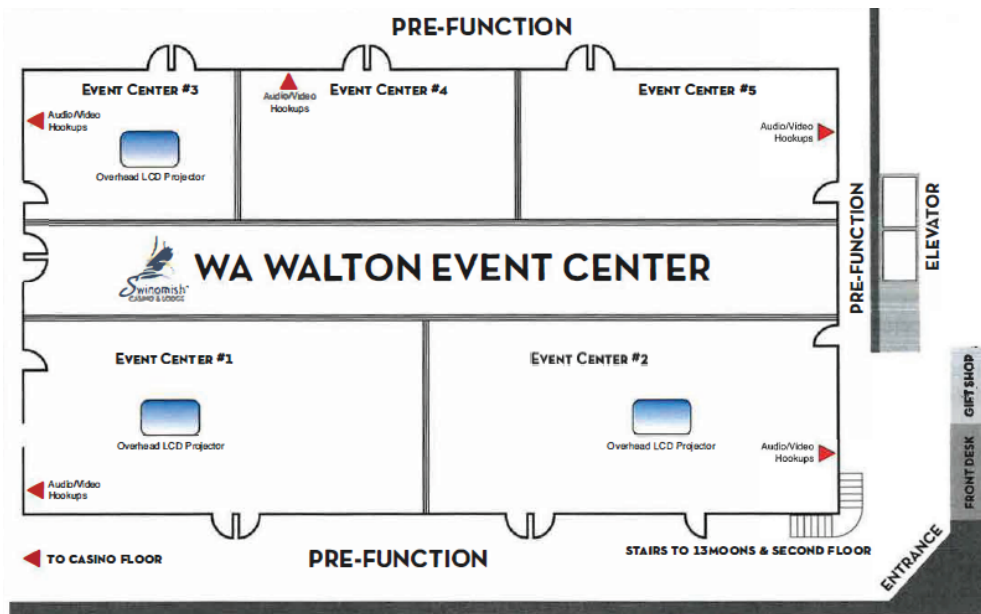 PRE-FUNCTION
EVENT CENTER #3
EVENT CENTER #4
EVENT CENTER #5
Audio/Video
Hookups
Audio/Video
Hookups
Audio/Video
Hookups
Overhead LCD Projector
PRE-FUNCTION
ELEVATOR
Swinomish™
CASINO & LODGE
WA WALTON EVENT CENTER
EVENT CENTER #1
EVENT CENTER #2
Overhead LCD Projector
Overhead LCD Projector
Audio/Video
Hookups
Audio/Video
Hookups
GIFT SHOP
FRONT DESK
ENTRANCE
TO CASINO FLOOR
PRE-FUNCTION
STAIRS TO 13MOONS & SECOND FLOOR